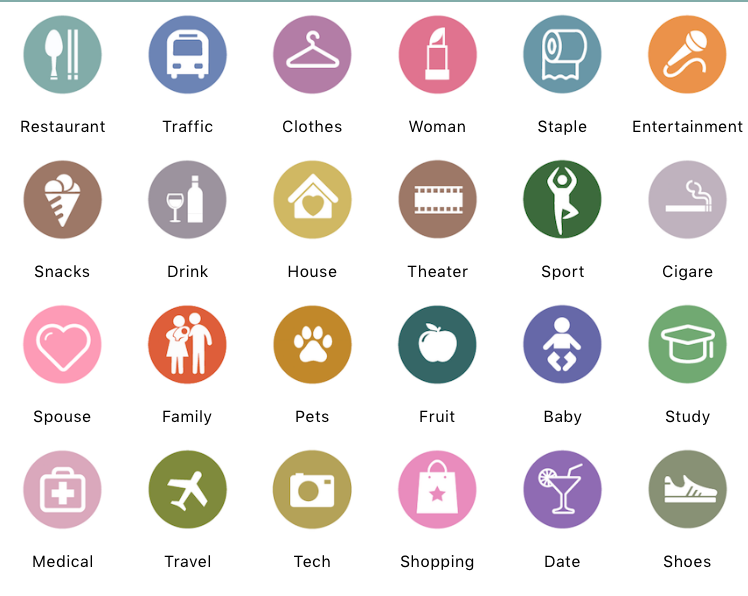 Restaurant
Traffic
Clothes
Woman
Staple
Entertainment
Snacks
Drink
House
Theater
Sport
Cigare
Spouse
Family
Pets
Fruit
Baby
Study
Medical
Travel
Tech
Shopping
Date
Shoes